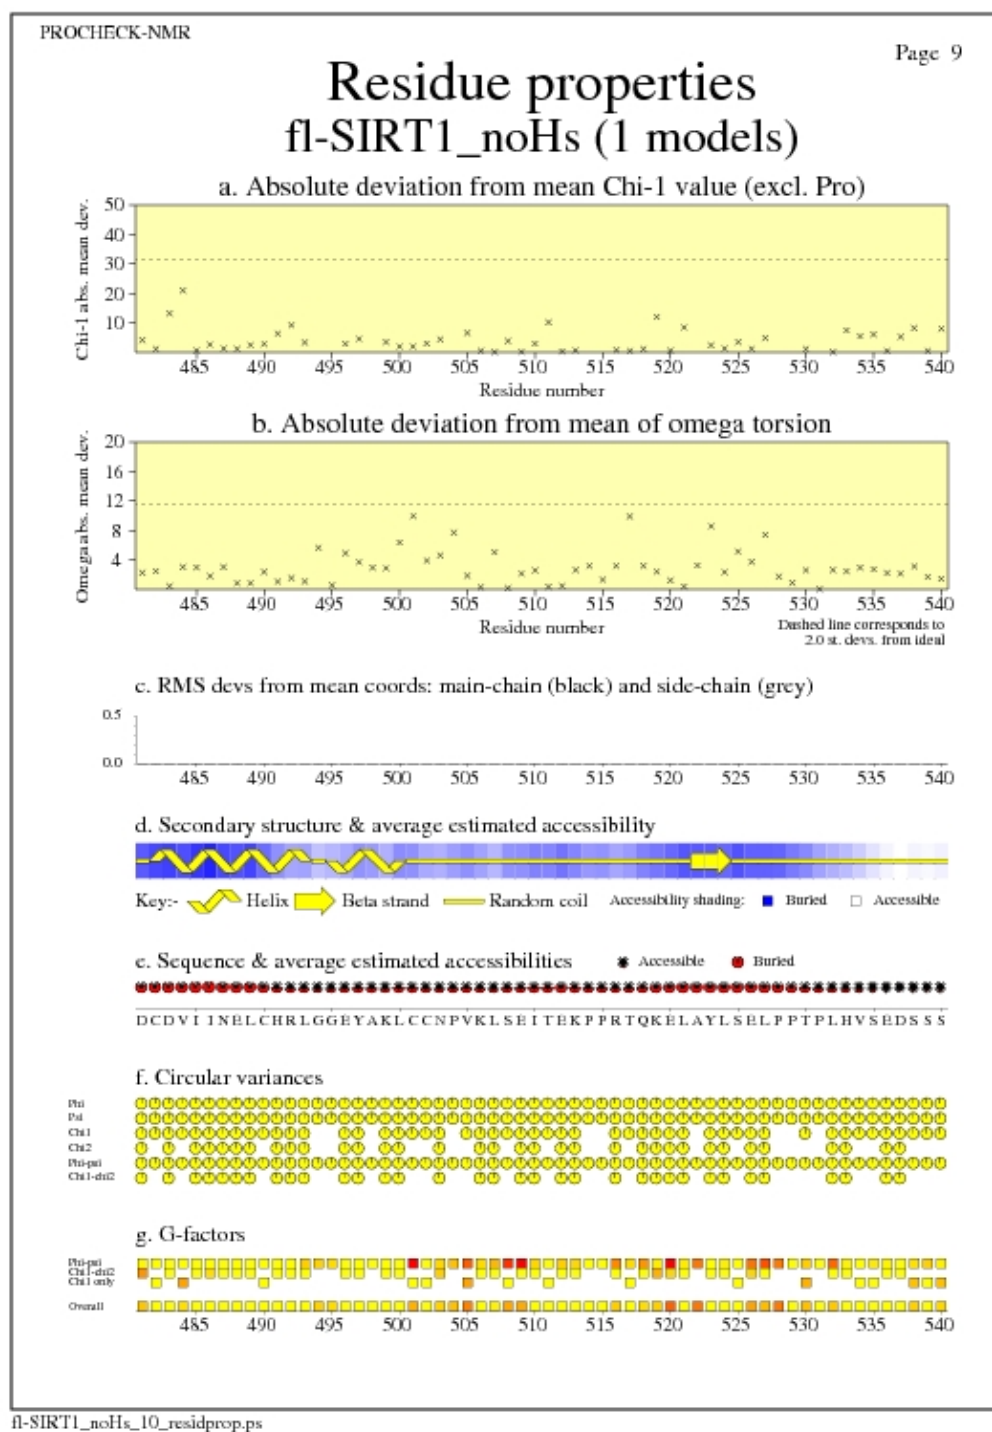 PROCHECK-NMR
Page 9
Residue properties
fl-SIRT1_noHs (1 models)
a. Absolute deviation from mean Chi-1 value (excl. Pro)
Chi-1 abs. mean dev.
50
40
30
20
10
485 490 495 500 505 510 515 520 525 530 535 540
Residue number
b. Absolute deviation from mean of omega torsion
Omega abs. mean dev.
20
16
12
8
4
485 490 495 500 505 510 515 520 525 530 535 540
Residue number
Dashed line corresponds to
2.0 st. devs. from ideal
c. RMS devs from mean coords: main-chain (black) and side-chain (grey)
0.5
0.0
485 490 495 500 505 510 515 520 525 530 535 540
d. Secondary structure & average estimated accessibility
Key:- Helix Beta strand Random coil Accessibility shading: Buried Accessible
e. Sequence & average estimated accessibilities Accessible Buried
D C D V I I N E L C H R L G G E Y A K L C C N P V K L S E I T E K P P R T Q K E L A Y L S E L P P T P L H V S E D S S S
f. Circular variances
Phi
Psi
Chi1
Chi2
Phi-psi
Chi1-chi2
g. G-factors
Phi-psi
Chi1-chi2
Chi1 only
Overall
485 490 495 500 505 510 515 520 525 530 535 540
fl-SIRT1_noHs_10_residprop.ps